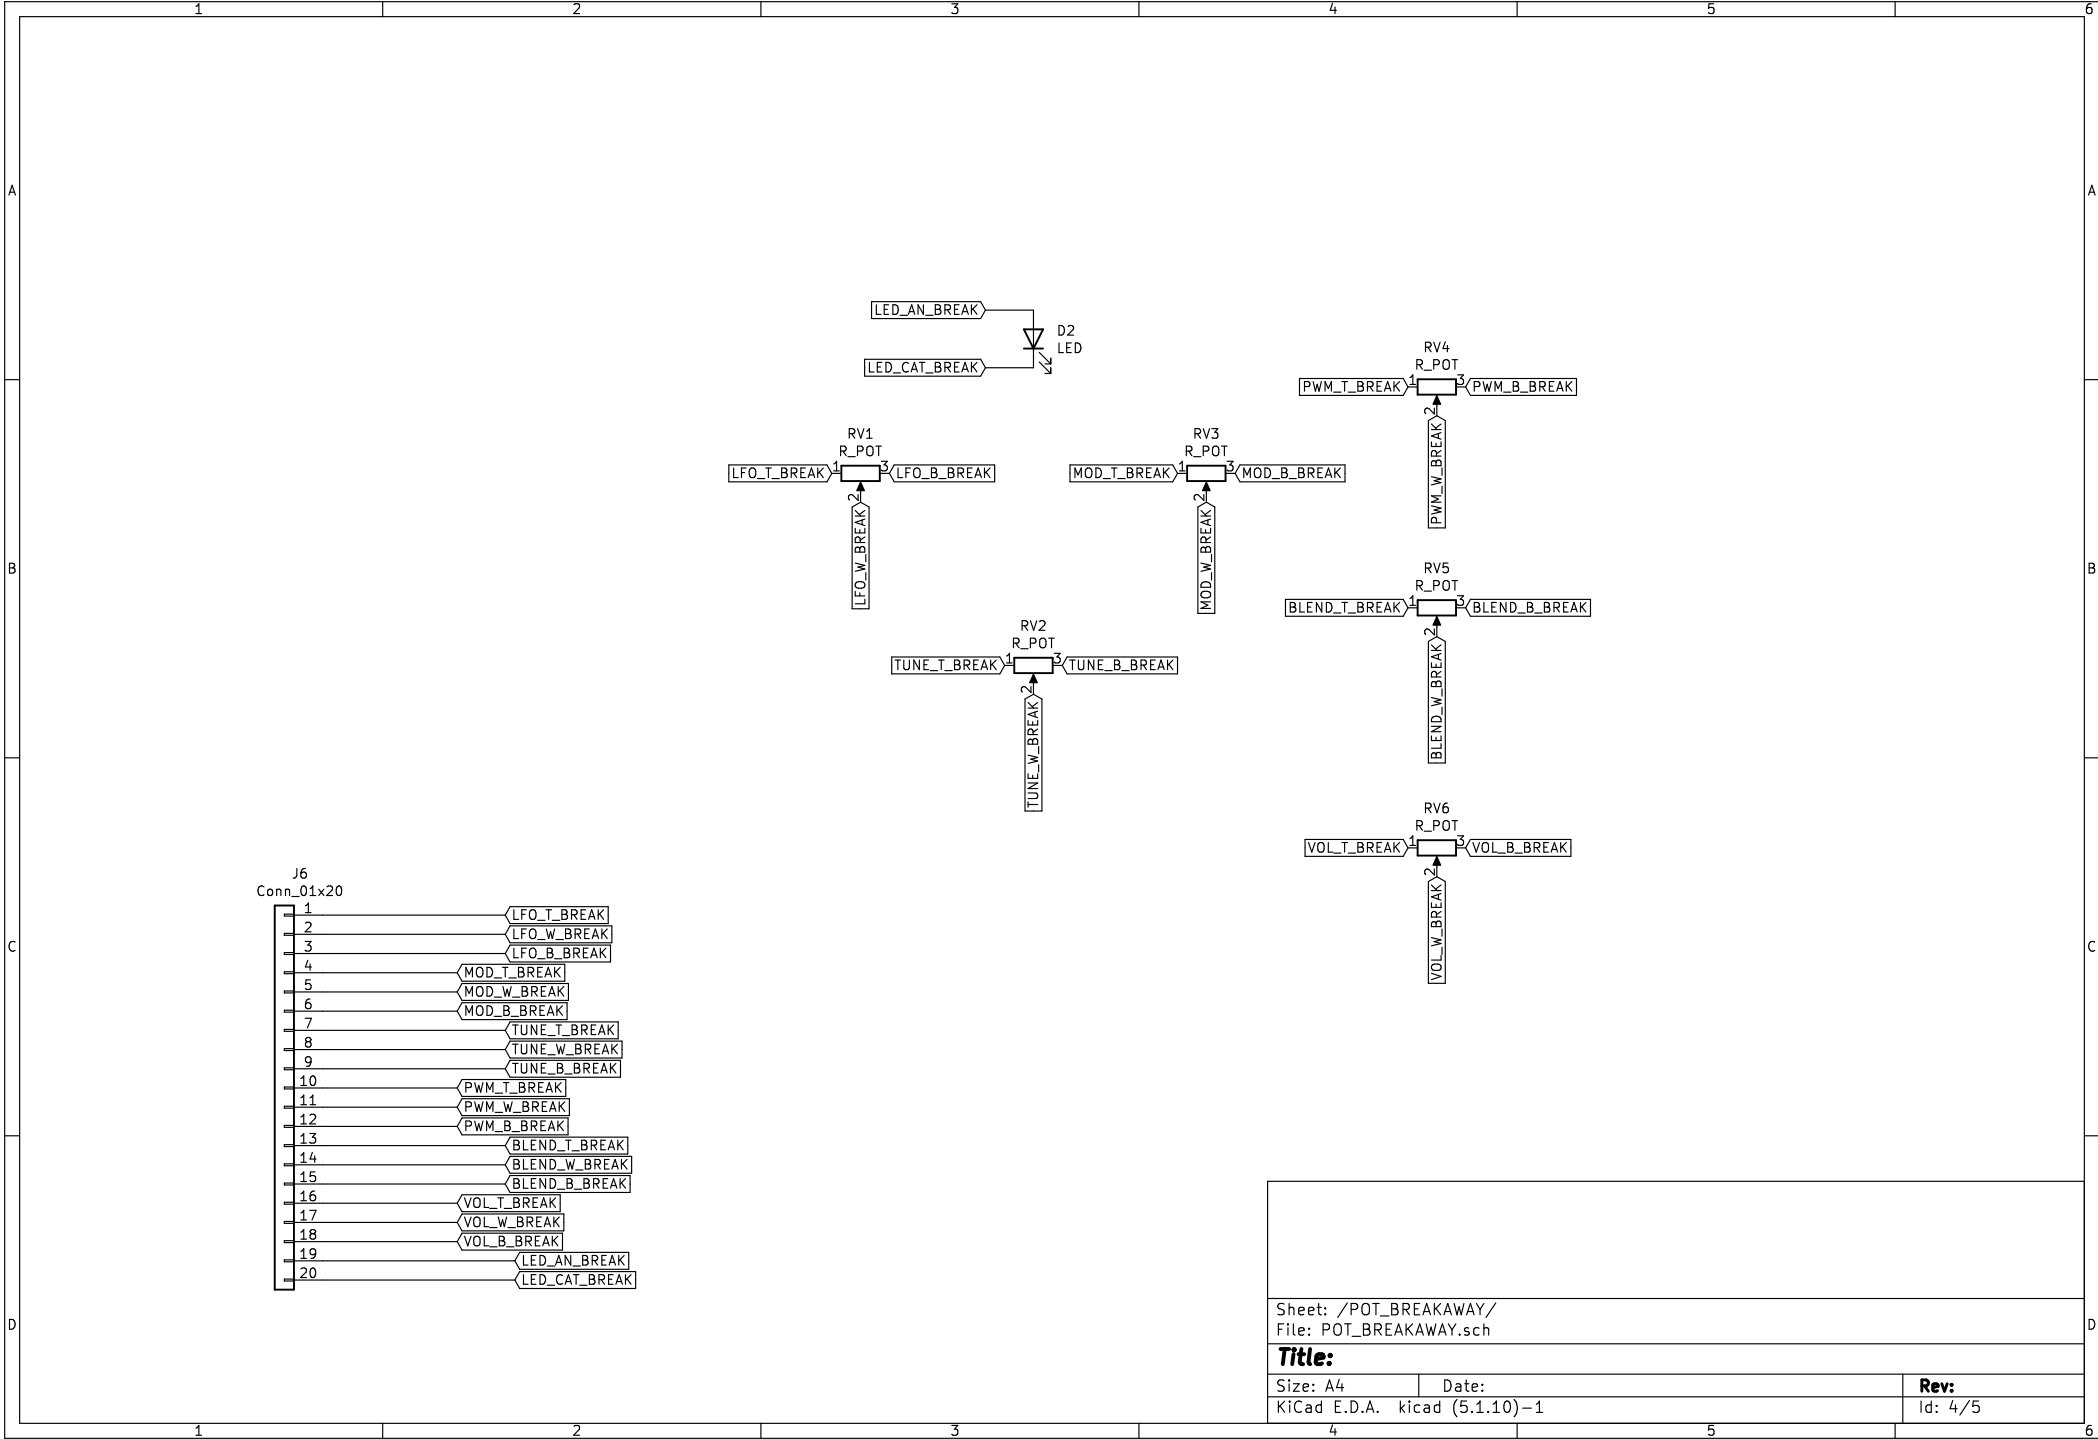 1 2 3 4 5 6
A A
LED_AN_BREAK
D2
LED
LED_CAT_BREAK
RV4
R_POT
PWM_T_BREAK 1 3 PWM_B_BREAK
2
PWM_W_BREAK
RV1
R_POT
LFO_T_BREAK 1 3 LFO_B_BREAK
2
LFO_W_BREAK
RV3
R_POT
MOD_T_BREAK 1 3 MOD_B_BREAK
2
MOD_W_BREAK
B B
RV5
R_POT
BLEND_T_BREAK 1 3 BLEND_B_BREAK
2
BLEND_W_BREAK
RV2
R_POT
TUNE_T_BREAK 1 3 TUNE_B_BREAK
2
TUNE_W_BREAK
RV6
R_POT
VOL_T_BREAK 1 3 VOL_B_BREAK
2
VOL_W_BREAK
J6
Conn_01x20
1 LFO_T_BREAK
2 LFO_W_BREAK
3 LFO_B_BREAK
C C
4 MOD_T_BREAK
5 MOD_W_BREAK
6 MOD_B_BREAK
7 TUNE_T_BREAK
8 TUNE_W_BREAK
9 TUNE_B_BREAK
10 PWM_T_BREAK
11 PWM_W_BREAK
12 PWM_B_BREAK
13 BLEND_T_BREAK
14 BLEND_W_BREAK
15 BLEND_B_BREAK
16 VOL_T_BREAK
17 VOL_W_BREAK
18 VOL_B_BREAK
19 LED_AN_BREAK
20 LED_CAT_BREAK
D D
Sheet: /POT_BREAKAWAY/
File: POT_BREAKAWAY.sch
Title:
Size: A4 Date: Rev:
KiCad E.D.A. kicad (5.1.10)-1 Id: 4/5
1 2 3 4 5 6